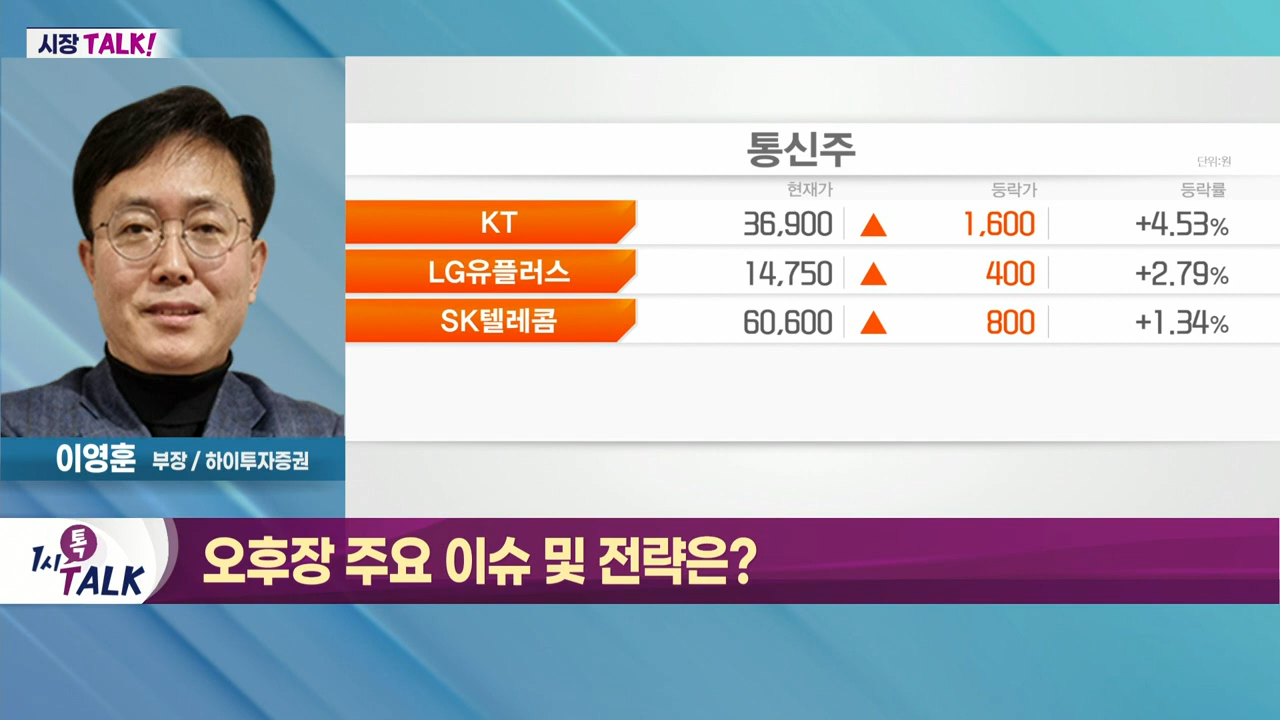 시장 TALK!
통신주
단위:원
현재가 등락가 등락률
KT 36,900 ▲ 1,600 +4.53%
LG유플러스 14,750 ▲ 400 +2.79%
SK텔레콤 60,600 ▲ 800 +1.34%
이영훈 부장 / 하이투자증권
1시 톡 TALK
오후장 주요 이슈 및 전략은?